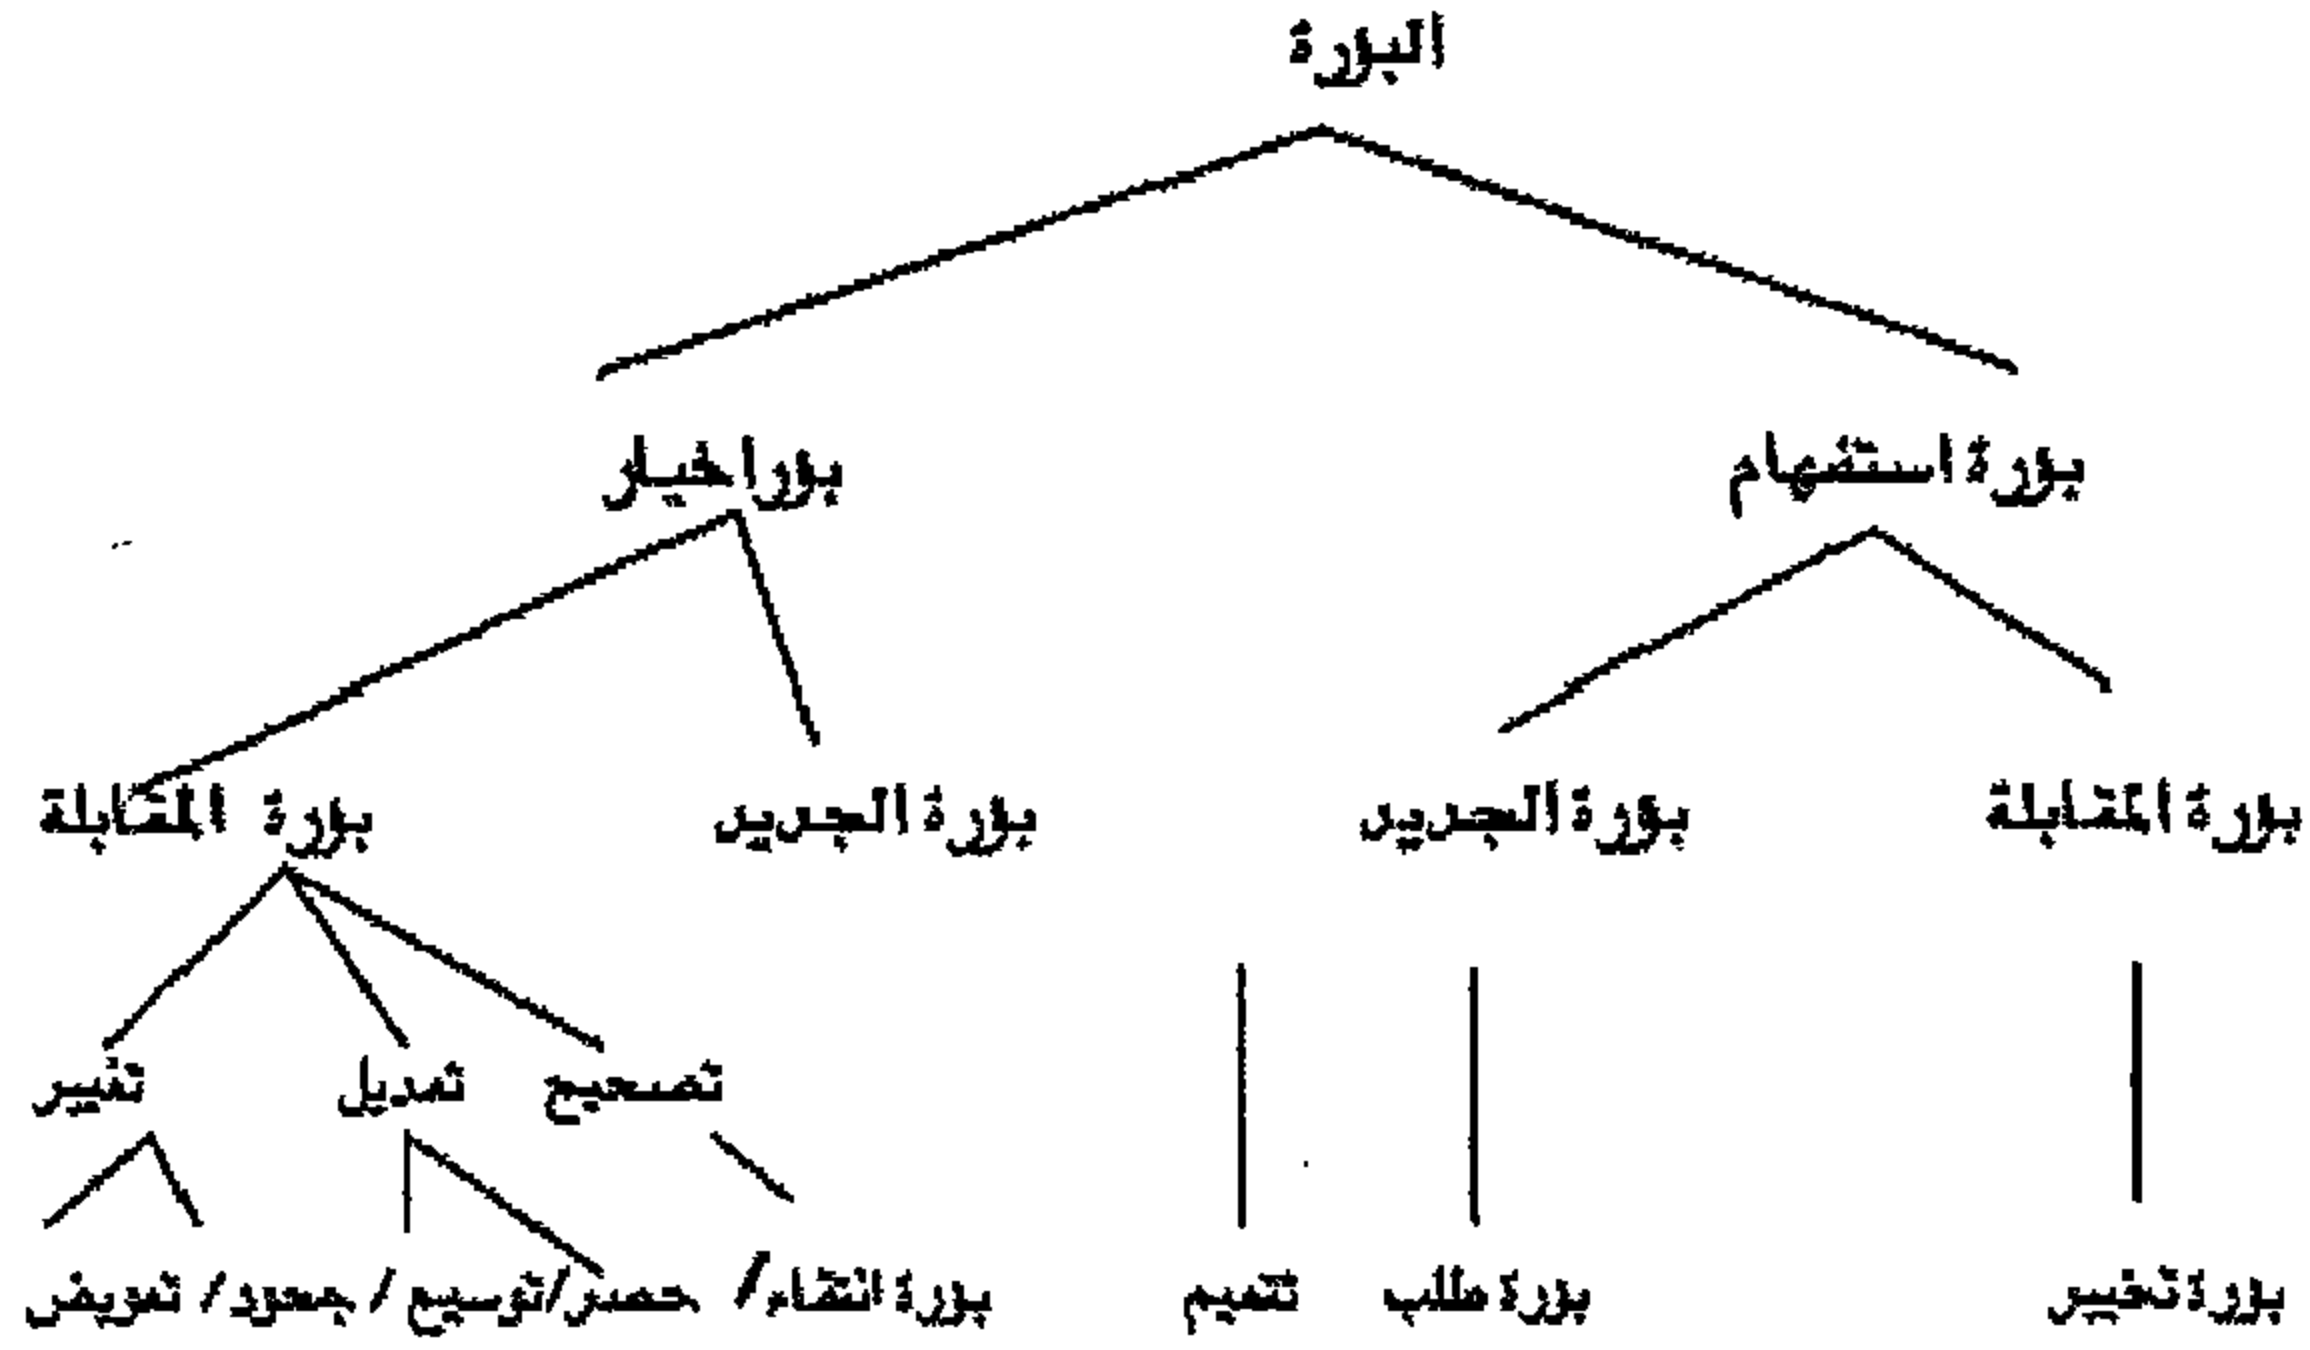 البؤرة
بؤرة استفهام بؤر اخبار
بؤرة المقابلة بؤرة الجديد بؤرة الجديد بؤرة المقابلة
تصحيح تعديل تغيير
بؤرة تخيير بؤرة طلب تتميم بؤرة انتقاء / حصر / توسيع / جحود / تعويض